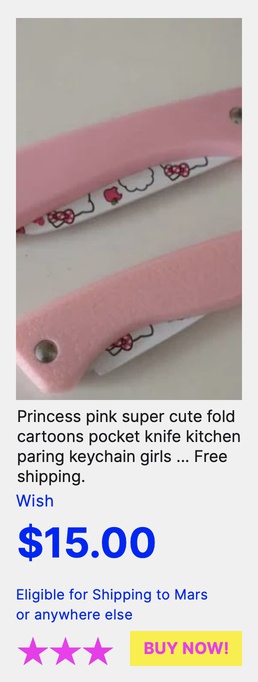 Princess pink super cute fold
cartoons pocket knife kitchen
paring keychain girls ... Free
shipping.
Wish
$15.00
Eligible for Shipping to Mars
or anywhere else
BUY NOW!